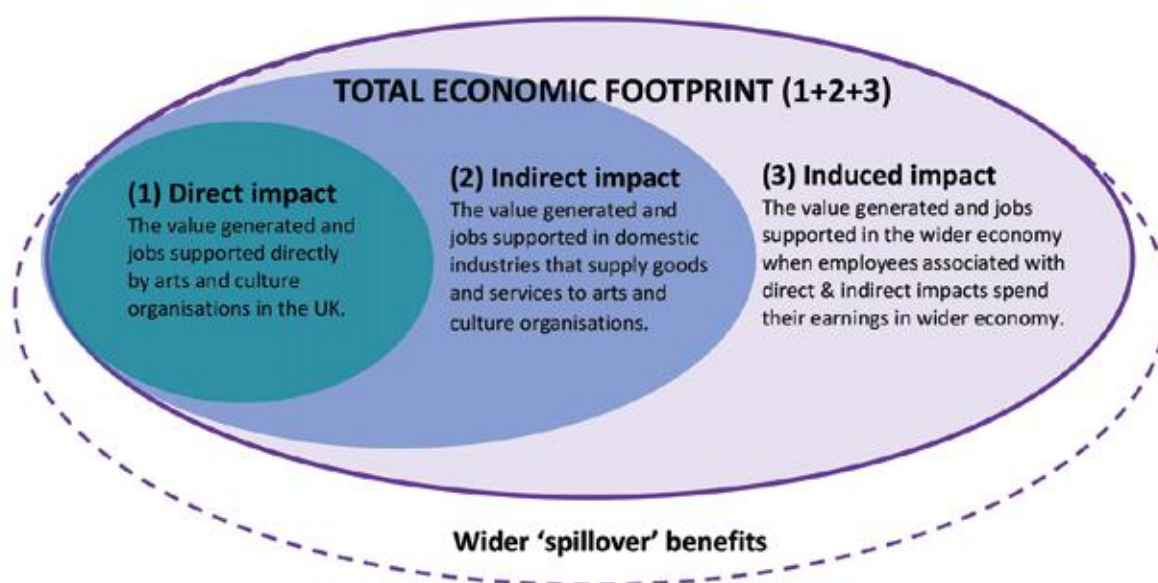 TOTAL ECONOMIC FOOTPRINT (1+2+3)
(1) Direct impact
The value generated and
jobs supported directly
by arts and culture
organisations in the UK.
(2) Indirect impact
The value generated and
jobs supported in domestic
industries that supply goods
and services to arts and
culture organisations.
(3) Induced impact
The value generated and jobs
supported in the wider economy
when employees associated with
direct & indirect impacts spend
their earnings in wider economy.
Wider ‘spillover’ benefits